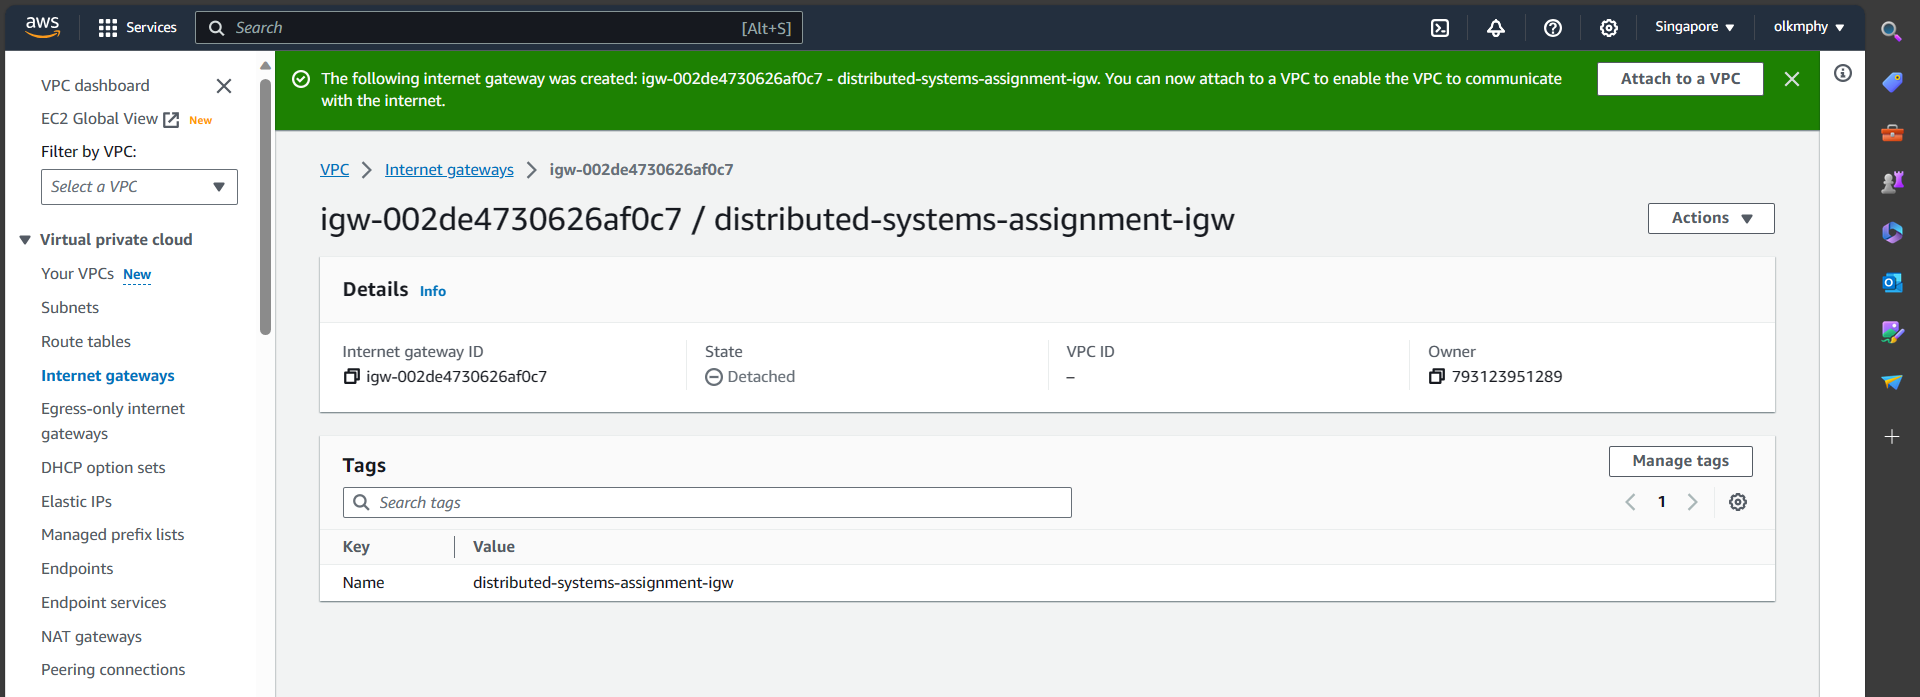 aws
Services
Search
[Alt+S]
Singapore
olkmphy
VPC dashboard
EC2 Global View New
Filter by VPC:
Select a VPC
Virtual private cloud
Your VPCs New
Subnets
Route tables
Internet gateways
Egress-only internet
gateways
DHCP option sets
Elastic IPs
Managed prefix lists
Endpoints
Endpoint services
NAT gateways
Peering connections
The following internet gateway was created: igw-002de4730626af0c7 - distributed-systems-assignment-igw. You can now attach to a VPC to enable the VPC to communicate
with the internet.
Attach to a VPC
VPC > Internet gateways > igw-002de4730626af0c7
igw-002de4730626af0c7 / distributed-systems-assignment-igw
Actions
Details Info
Internet gateway ID
igw-002de4730626af0c7
State
Detached
VPC ID
–
Owner
793123951289
Tags
Manage tags
Search tags
1
Key Value
Name distributed-systems-assignment-igw